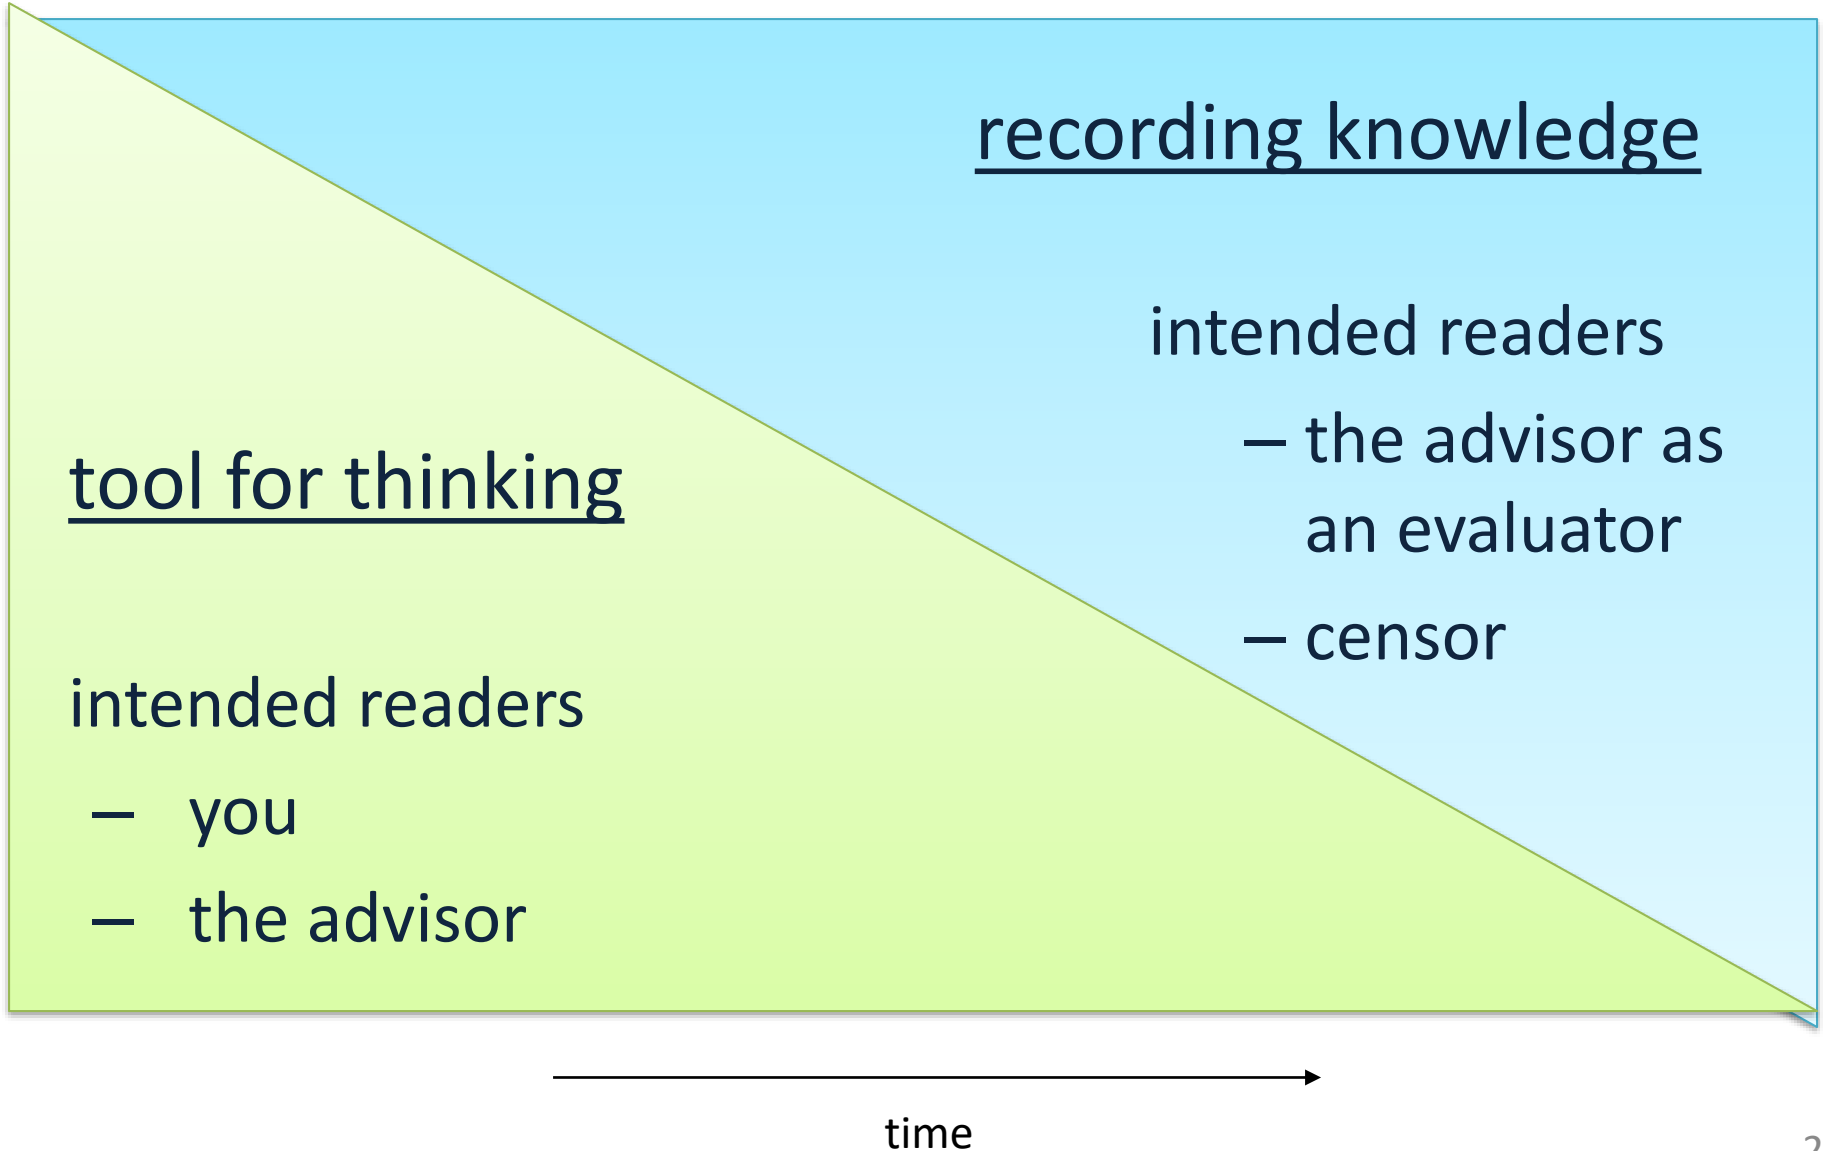 recording knowledge
intended readers
– the advisor as
an evaluator
– censor
tool for thinking
intended readers
– you
– the advisor
time
2